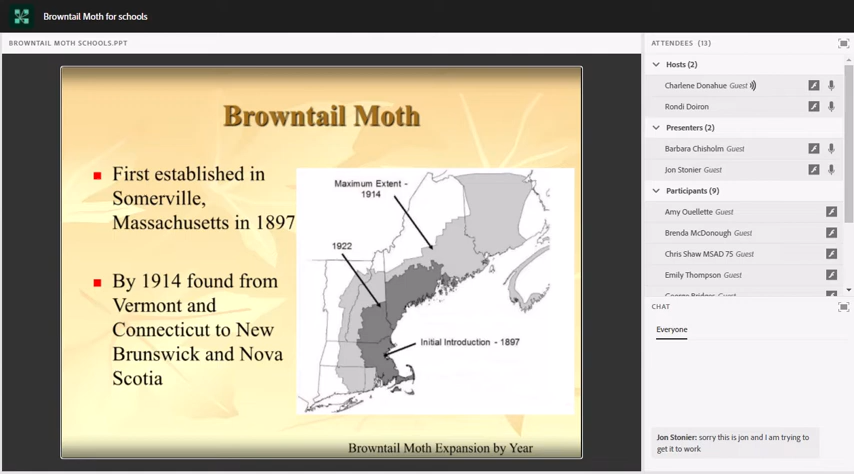 Browntail Moth for schools
BROWNTAIL MOTH SCHOOLS.PPT
Browntail Moth
First established in
Somerville,
Massachusetts in 1897
By 1914 found from
Vermont and
Connecticut to New
Brunswick and Nova
Scotia
Maximum Extent -
1914
1922
Initial Introduction - 1897
Browntail Moth Expansion by Year
ATTENDEES (13)
Hosts (2)
Charlene Donahue Guest
Rondi Doiron
Presenters (2)
Barbara Chisholm Guest
Jon Stonier Guest
Participants (9)
Amy Ouellette Guest
Brenda McDonough Guest
Chris Shaw MSAD 75 Guest
Emily Thompson Guest
CHAT
Everyone
Jon Stonier: sorry this is jon and I am trying to
get it to work